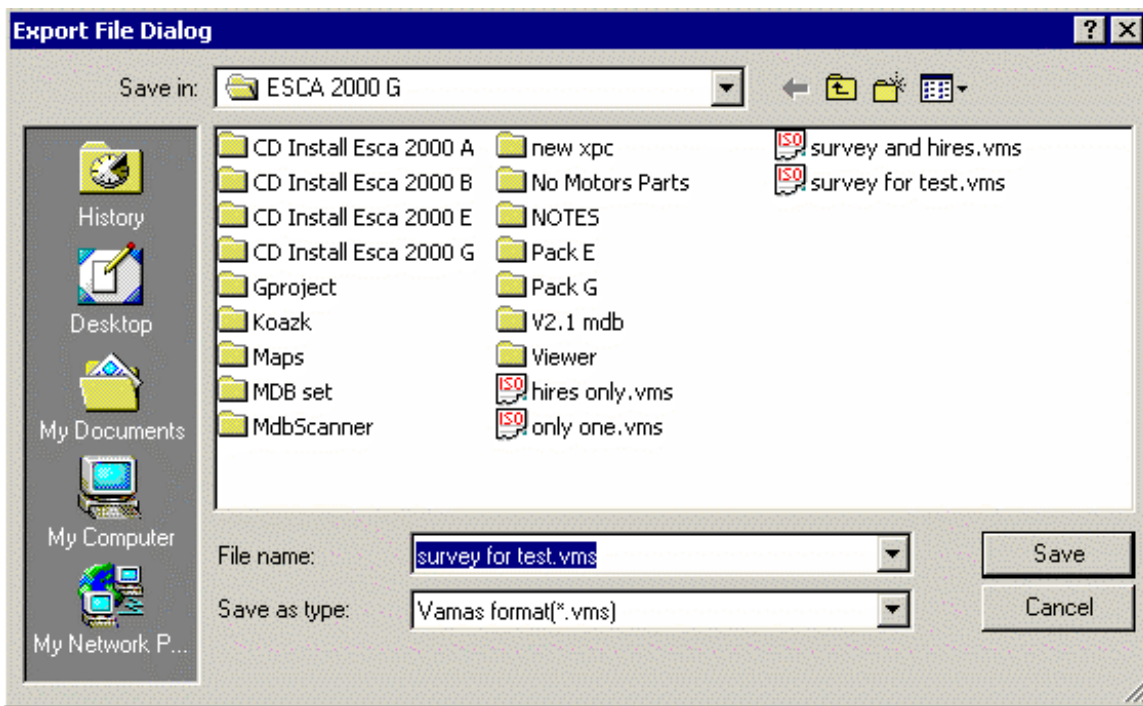 Export File Dialog
Save in: ESCA 2000 G
History
Desktop
My Documents
My Computer
My Network P...
CD Install Esca 2000 A
CD Install Esca 2000 B
CD Install Esca 2000 E
CD Install Esca 2000 G
Gproject
Koazk
Maps
MDB set
MdbScanner
new xpc
No Motors Parts
NOTES
Pack E
Pack G
V2.1 mdb
Viewer
ISO hires only.vms
ISO only one.vms
ISO survey and hires.vms
ISO survey for test.vms
File name: survey for test.vms Save
Save as type: Vamas format(*.vms) Cancel